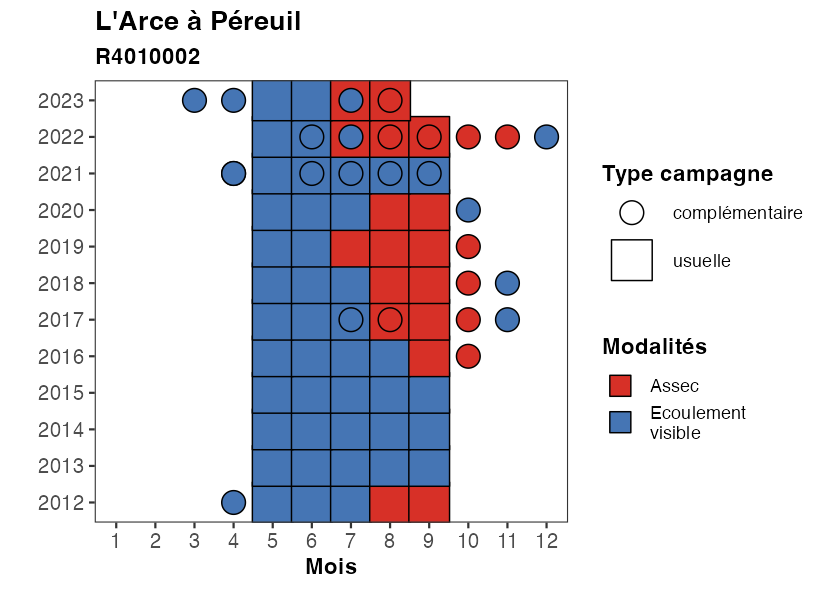 L'Arce à Péreuil
R4010002
2023
2022
2021
2020
2019
2018
2017
2016
2015
2014
2013
2012
1 2 3 4 5 6 7 8 9 10 11 12
Mois
Type campagne
complémentaire
usuelle
Modalités
Assec
Ecoulement
visible